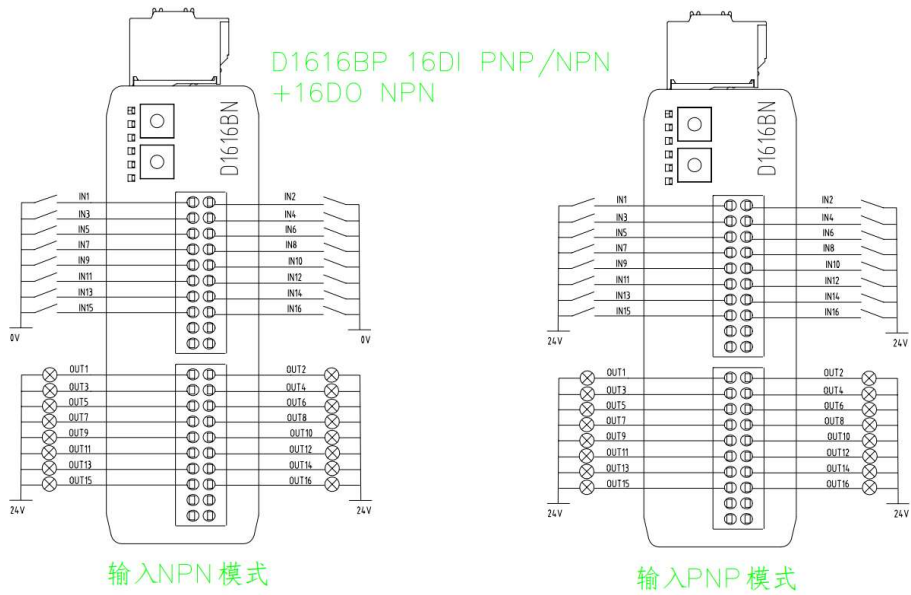 D1616BP 16DI PNP/NPN
+16DO NPN
D1616BN
IN1
IN2
IN3
IN4
IN5
IN6
IN7
IN8
IN9
IN10
IN11
IN12
IN13
IN14
IN15
IN16
0V
0V
OUT1
OUT2
OUT3
OUT4
OUT5
OUT6
OUT7
OUT8
OUT9
OUT10
OUT11
OUT12
OUT13
OUT14
OUT15
OUT16
24V
24V
输入NPN模式
D1616BN
IN1
IN2
IN3
IN4
IN5
IN6
IN7
IN8
IN9
IN10
IN11
IN12
IN13
IN14
IN15
IN16
24V
24V
OUT1
OUT2
OUT3
OUT4
OUT5
OUT6
OUT7
OUT8
OUT9
OUT10
OUT11
OUT12
OUT13
OUT14
OUT15
OUT16
24V
24V
输入PNP模式